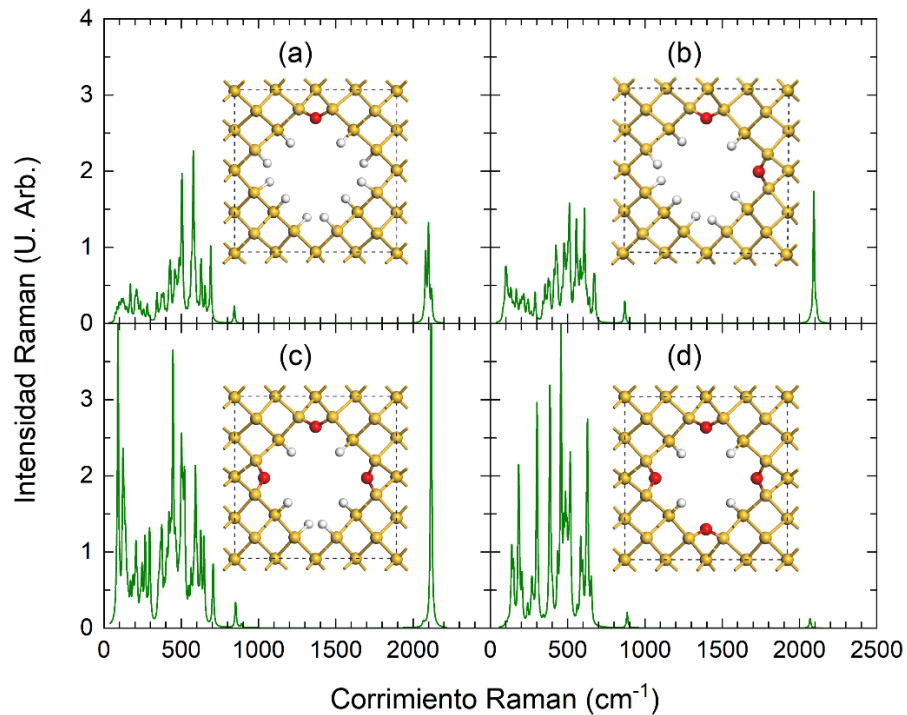 Intensidad Raman (U. Arb.)
4
3
2
1
0
3
2
1
0
(a)
(b)
(c)
(d)
0 500 1000 1500 2000
0 500 1000 1500 2000 2500
Corrimiento Raman (cm⁻¹)